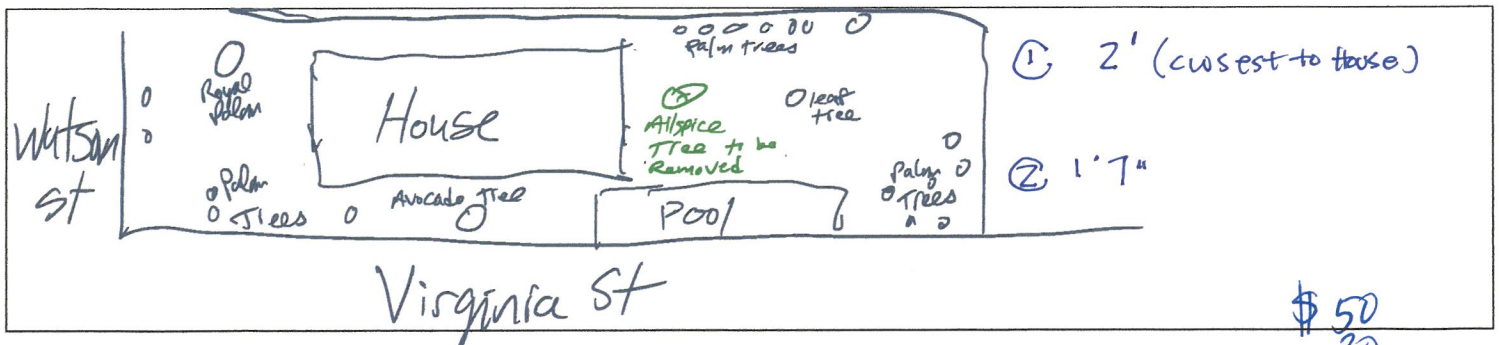 Palm trees
① 2' (closest to House)
Royal
Palm
House
Allspice
Tree to be
Removed
leaf
tree
Watson
St
② 1'7"
Palm
Trees
Avocado Tree
Pool
Palm
Trees
Virginia St
$ 50